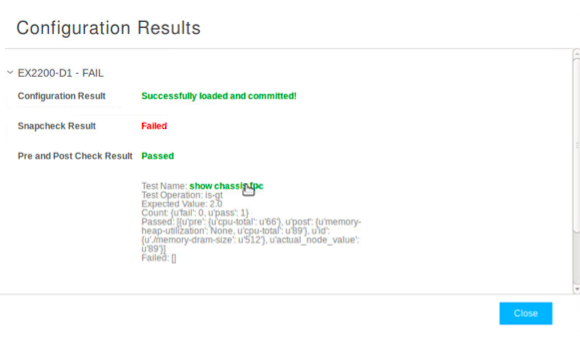 Configuration Results
EX2200-D1 - FAIL
Configuration Result Successfully loaded and committed!
Snapcheck Result Failed
Pre and Post Check Result Passed
Test Name: show chassis fpc
Test Operation: is-gt
Expected Value: 2.0
Count: {u'fail': 0, u'pass': 1}
Passed: [{u'pre': {u'cpu-total': u'66'}, u'post': {u'memory-
heap-utilization': None, u'cpu-total': u'89'}, u'id':
{u'./memory-dram-size': u'512'}, u'actual_node_value':
u'89'}]
Failed: []
Close